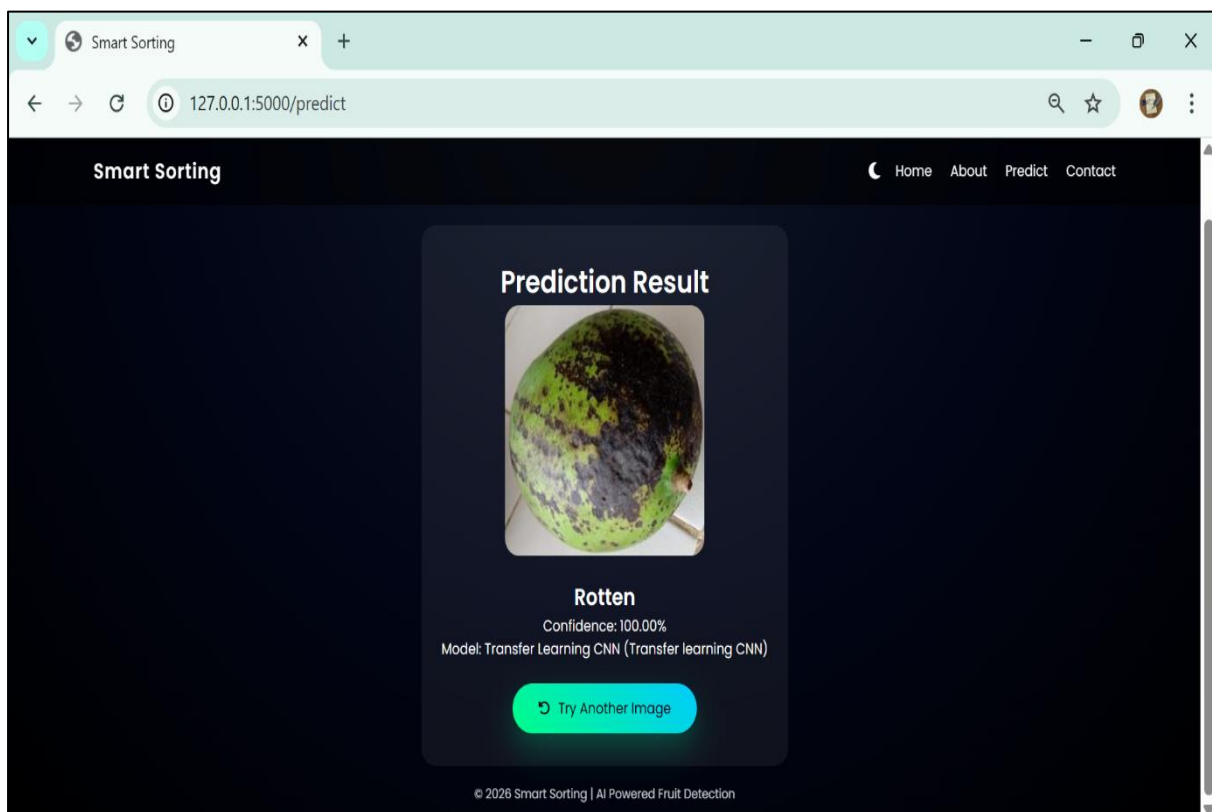 Smart Sorting
127.0.0.1:5000/predict
Smart Sorting
Home About Predict Contact
Prediction Result
Rotten
Confidence: 100.00%
Model: Transfer Learning CNN (Transfer learning CNN)
Try Another Image
© 2026 Smart Sorting | AI Powered Fruit Detection